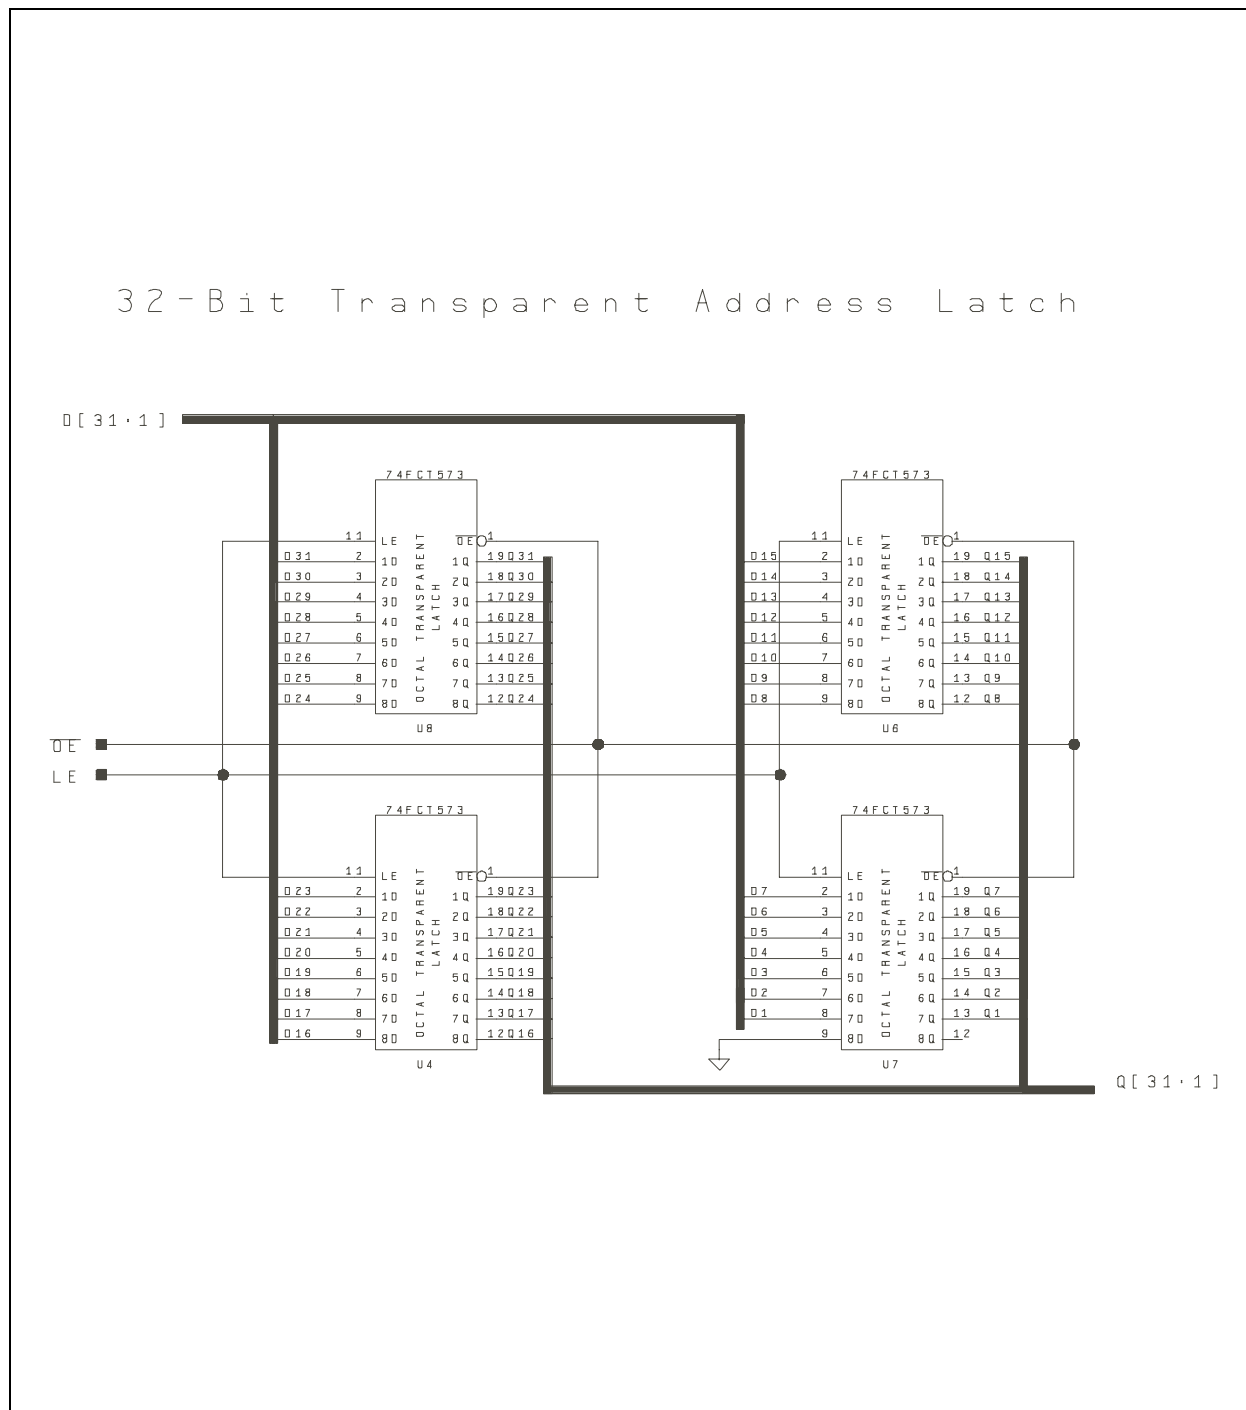 32-Bit Transparent Address Latch
D[31·1]
74FCT573
11 LE OE 1
D31 2 1D 1Q 19 Q31
D30 3 2D 2Q 18 Q30
D29 4 3D 3Q 17 Q29
D28 5 4D 4Q 16 Q28
D27 6 5D 5Q 15 Q27
D26 7 6D 6Q 14 Q26
D25 8 7D 7Q 13 Q25
D24 9 8D 8Q 12 Q24
OCTAL TRANSPARENT
LATCH
U8
74FCT573
11 LE OE 1
D15 2 1D 1Q 19 Q15
D14 3 2D 2Q 18 Q14
D13 4 3D 3Q 17 Q13
D12 5 4D 4Q 16 Q12
D11 6 5D 5Q 15 Q11
D10 7 6D 6Q 14 Q10
D9 8 7D 7Q 13 Q9
D8 9 8D 8Q 12 Q8
OCTAL TRANSPARENT
LATCH
U6
OE
LE
74FCT573
11 LE OE 1
D23 2 1D 1Q 19 Q23
D22 3 2D 2Q 18 Q22
D21 4 3D 3Q 17 Q21
D20 5 4D 4Q 16 Q20
D19 6 5D 5Q 15 Q19
D18 7 6D 6Q 14 Q18
D17 8 7D 7Q 13 Q17
D16 9 8D 8Q 12 Q16
OCTAL TRANSPARENT
LATCH
U4
74FCT573
11 LE OE 1
D7 2 1D 1Q 19 Q7
D6 3 2D 2Q 18 Q6
D5 4 3D 3Q 17 Q5
D4 5 4D 4Q 16 Q4
D3 6 5D 5Q 15 Q3
D2 7 6D 6Q 14 Q2
D1 8 7D 7Q 13 Q1
9 8D 8Q 12
OCTAL TRANSPARENT
LATCH
U7
Q[31·1]